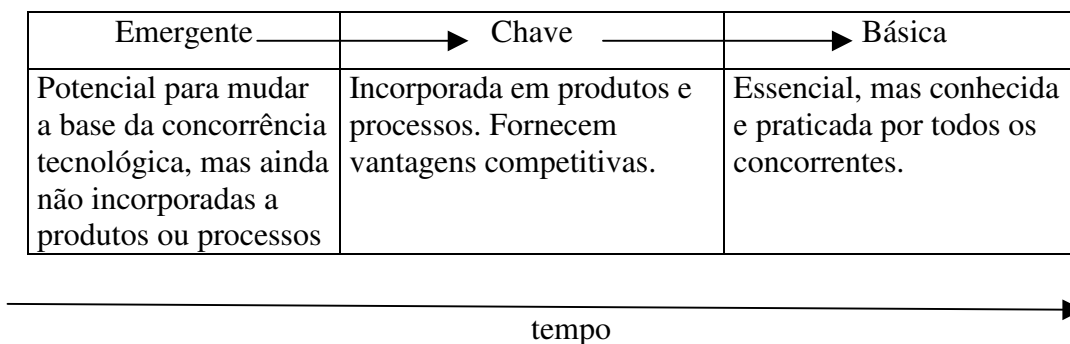 Emergente Chave Básica
Potencial para mudar
a base da concorrência
tecnológica, mas ainda
não incorporadas a
produtos ou processos
Incorporada em produtos e
processos. Fornecem
vantagens competitivas.
Essencial, mas conhecida
e praticada por todos os
concorrentes.
tempo